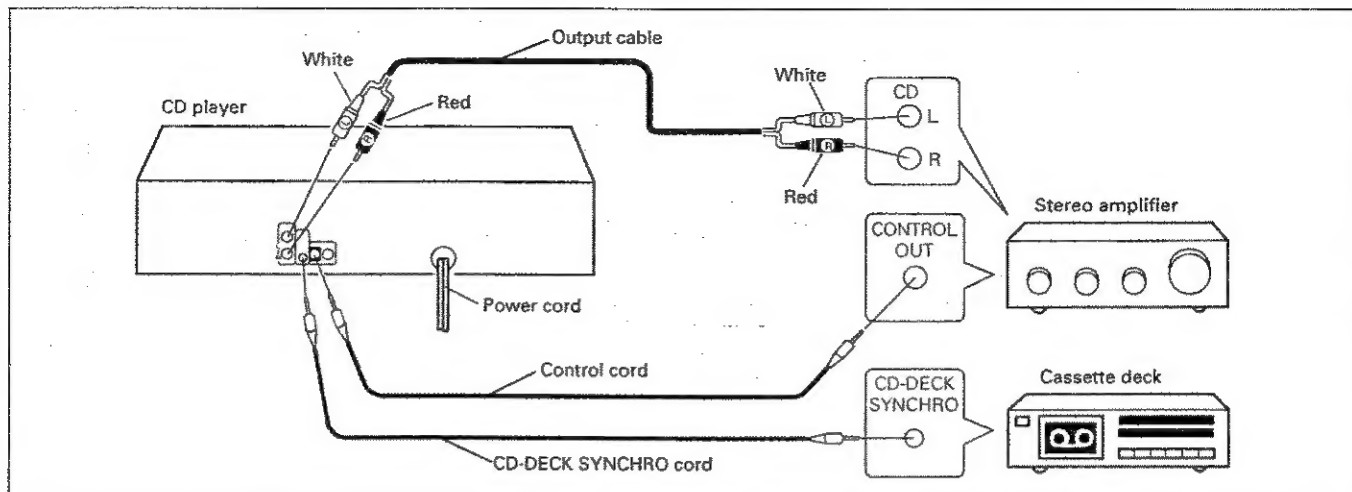 Output cable
White
Red
CD player
White
CD
L
L
R
R
R
Red
L
Stereo amplifier
CONTROL
OUT
Power cord
Control cord
CD-DECK
SYNCHRO
Cassette deck
CD-DECK SYNCHRO cord